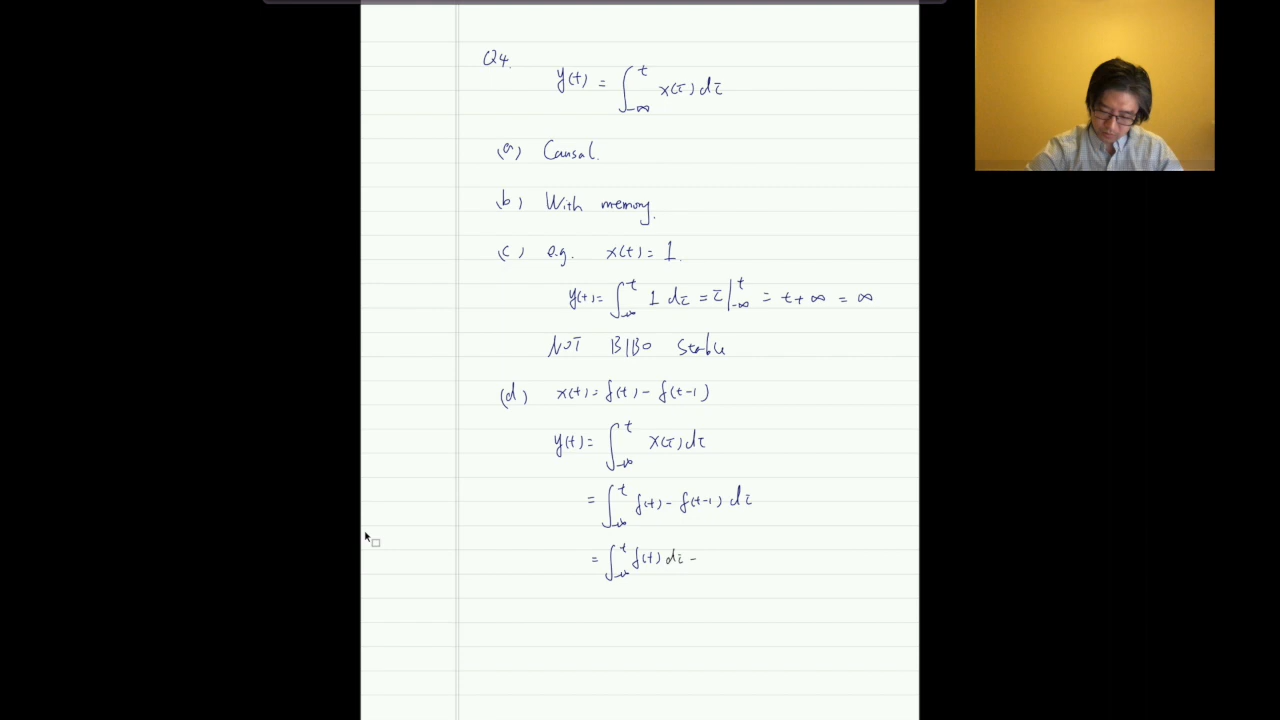 Q4.
y(t) = ∫_{-∞}^{t} x(τ) dτ
(a) Causal.
(b) With memory.
(c) e.g. x(t) = 1.
y(t) = ∫_{-∞}^{t} 1 dτ = τ |_{-∞}^{t} = t + ∞ = ∞
NOT BIBO Stable
(d) x(t) = f(t) - f(t-1)
y(t) = ∫_{-∞}^{t} x(τ) dτ
= ∫_{-∞}^{t} f(t) - f(t-1) dτ
= ∫_{-∞}^{t} f(t) dτ -